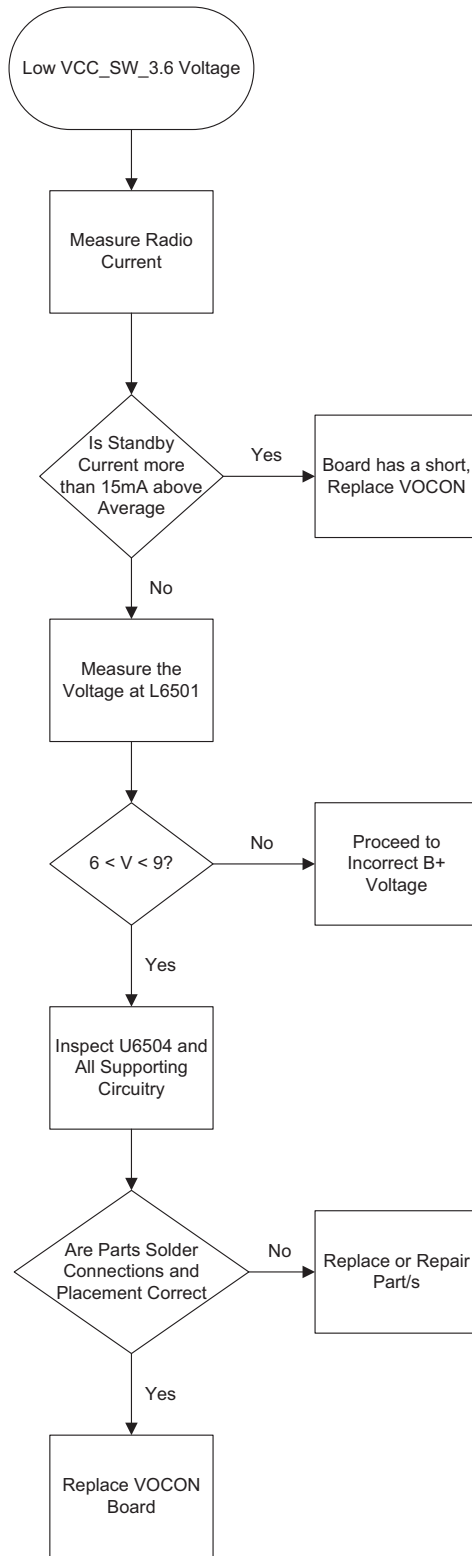 Low VCC_SW_3.6 Voltage
Measure Radio
Current
Is Standby
Current more
than 15mA above
Average
Yes
Board has a short,
Replace VOCON
No
Measure the
Voltage at L6501
6 < V < 9?
No
Proceed to
Incorrect B+
Voltage
Yes
Inspect U6504 and
All Supporting
Circuitry
Are Parts Solder
Connections and
Placement Correct
No
Replace or Repair
Part/s
Yes
Replace VOCON
Board